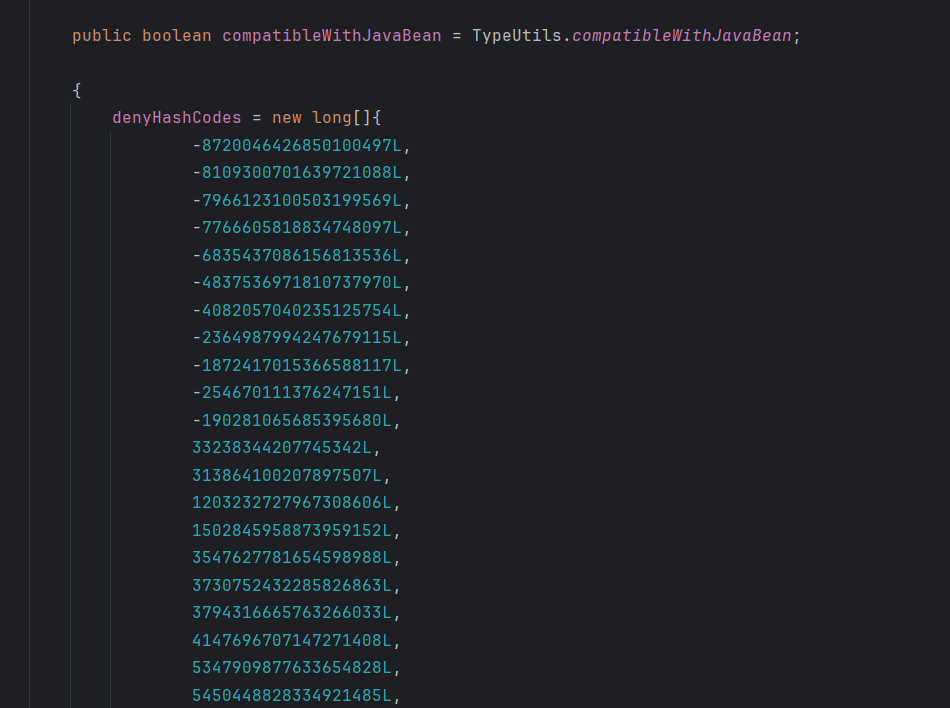 public boolean compatibleWithJavaBean = TypeUtils.compatibleWithJavaBean;
{
denyHashCodes = new long[]{
-8720046426850100497L,
-8109300701639721088L,
-7966123100503199569L,
-7766605818834748097L,
-6835437086156813536L,
-4837536971810737970L,
-4082057040235125754L,
-2364987994247679115L,
-1872417015366588117L,
-254670111376247151L,
-190281065685395680L,
33238344207745342L,
313864100207897507L,
1203232727967308606L,
1502845958873959152L,
3547627781654598988L,
3730752432285826863L,
3794316665763266033L,
4147696707147271408L,
5347909877633654828L,
5450448828334921485L,